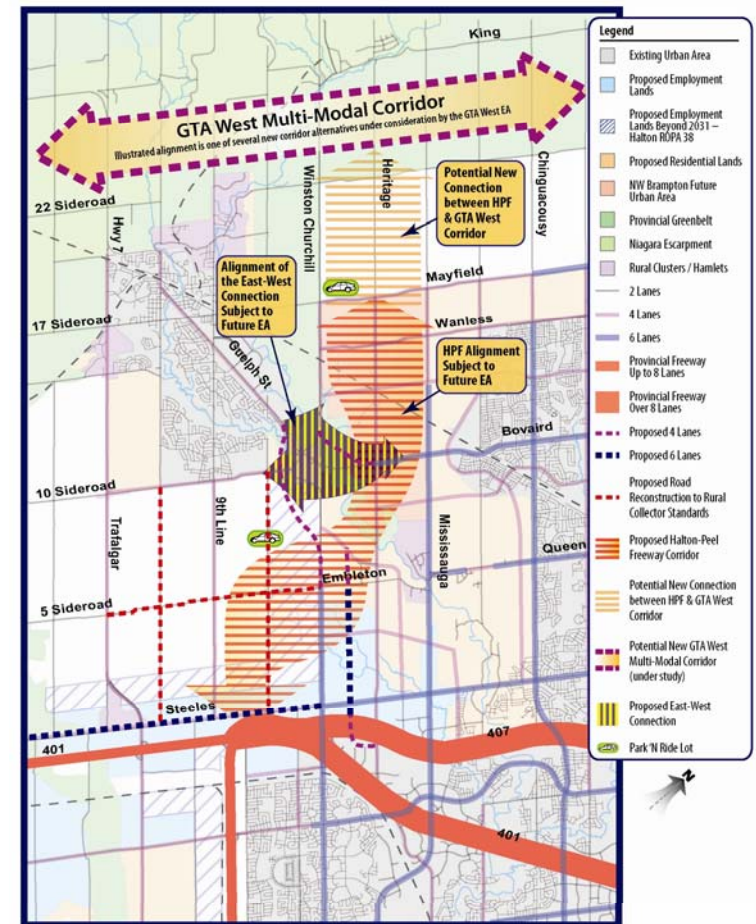 King
GTA West Multi-Modal Corridor
Illustrated alignment is one of several new corridor alternatives under consideration by the GTA West EA
22 Sideroad
Hwy 7
Winston Churchill
Heritage
Chinguacousy
Potential New
Connection
between HPF
& GTA West
Corridor
Alignment of
the East-West
Connection
Subject to
Future EA
Mayfield
17 Sideroad
Wanless
Guelph St
HPF Alignment
Subject to
Future EA
Bovaird
10 Sideroad
Trafalgar
9th Line
Mississauga
Queen
Embleton
5 Sideroad
Steeles
401
407
401
Legend
Existing Urban Area
Proposed Employment
Lands
Proposed Employment
Lands Beyond 2031 –
Halton ROPA 38
Proposed Residential Lands
NW Brampton Future
Urban Area
Provincial Greenbelt
Niagara Escarpment
Rural Clusters / Hamlets
2 Lanes
4 Lanes
6 Lanes
Provincial Freeway
Up to 8 Lanes
Provincial Freeway
Over 8 Lanes
Proposed 4 Lanes
Proposed 6 Lanes
Proposed Road
Reconstruction to Rural
Collector Standards
Proposed Halton-Peel
Freeway Corridor
Potential New Connection
between HPF & GTA West
Corridor
Potential New GTA West
Multi-Modal Corridor
(under study)
Proposed East-West
Connection
Park 'N Ride Lot
N